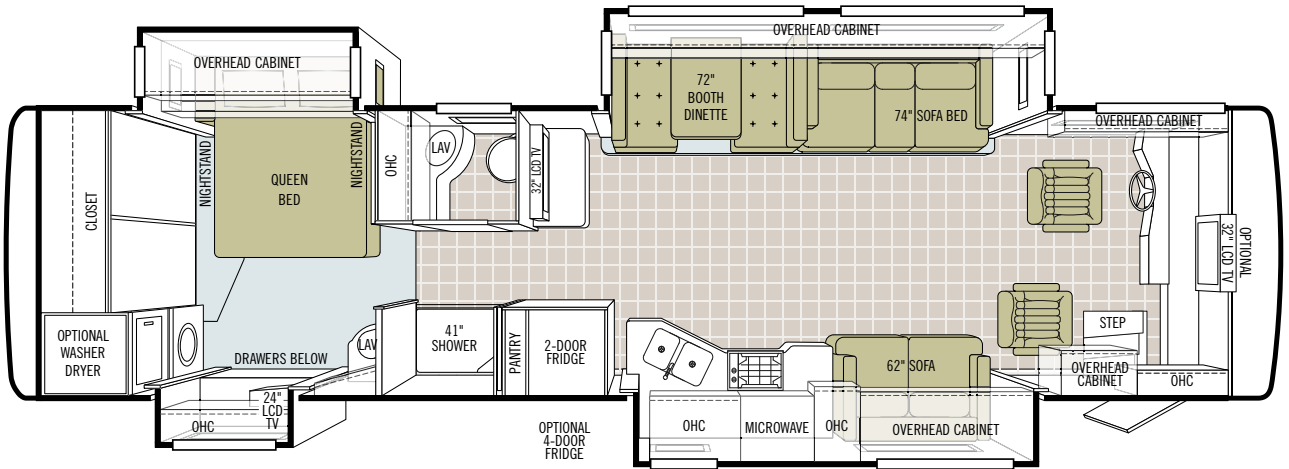 OVERHEAD CABINET
OVERHEAD CABINET
72"
BOOTH
DINETTE
74" SOFA BED
OVERHEAD CABINET
CLOSET
NIGHTSTAND
QUEEN
BED
NIGHTSTAND
OHC
LAV
32" LCD TV
OPTIONAL
32" LCD TV
OPTIONAL
WASHER
DRYER
DRAWERS BELOW
LAV
41"
SHOWER
PANTRY
2-DOOR
FRIDGE
62" SOFA
STEP
OVERHEAD
CABINET
OHC
24"
LCD
TV
OHC
OPTIONAL
4-DOOR
FRIDGE
OHC
MICROWAVE
OHC
OVERHEAD CABINET